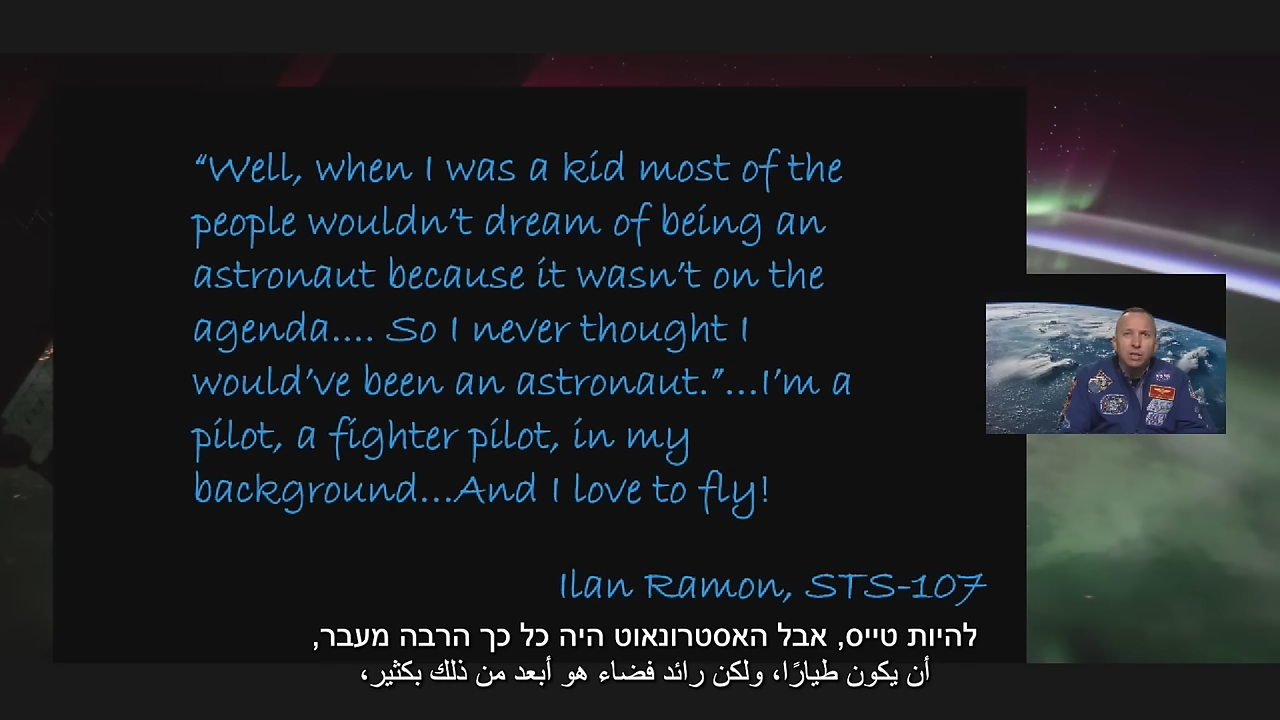 “Well, when I was a kid most of the
people wouldn’t dream of being an
astronaut because it wasn’t on the
agenda.... So I never thought I
would’ve been an astronaut.”...I’m a
pilot, a fighter pilot, in my
background...And I love to fly!
Ilan Ramon, STS-107
להיות טייס, אבל האסטרונאוט היה כל כך הרבה מעבר,
أن يكون طيارًا، ولكن رائد فضاء هو أبعد من ذلك بكثير،